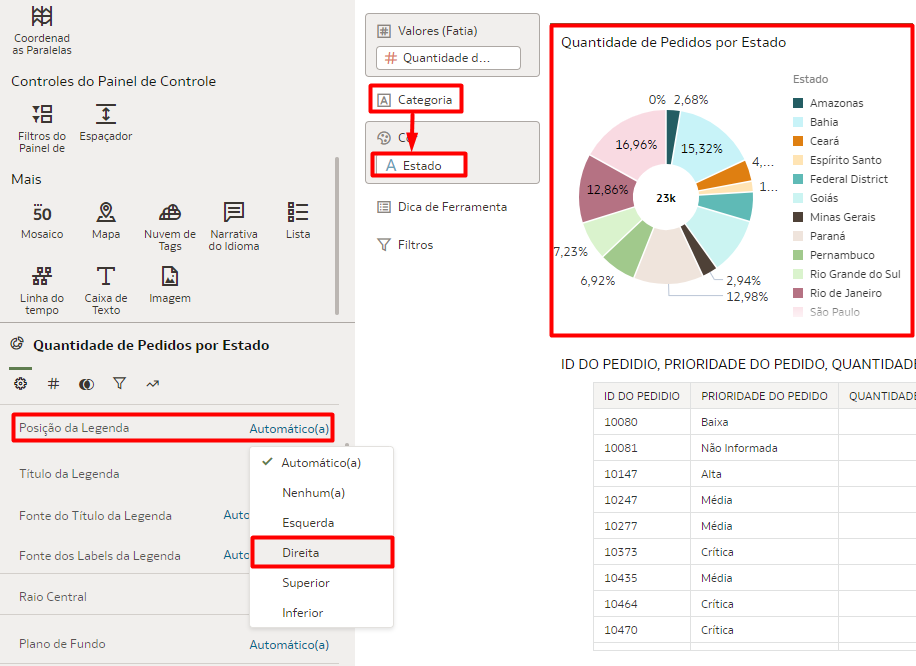 Coordenad
as Paralelas
Controles do Painel de Controle
Filtros do
Painel de
Espaçador
Mais
50
Mosaico
Mapa
Nuvem de
Tags
Narrativa
do Idioma
Lista
Linha do
tempo
Caixa de
Texto
Imagem
Quantidade de Pedidos por Estado
#
Posição da Legenda Automático(a)
Título da Legenda
Fonte do Título da Legenda Auto
Fonte dos Labels da Legenda Auto
Raio Central
Plano de Fundo Automático(a)
Automático(a)
Nenhum(a)
Esquerda
Direita
Superior
Inferior
# Valores (Fatia)
# Quantidade d...
A Categoria
A Estado
Dica de Ferramenta
Filtros
Quantidade de Pedidos por Estado
0% 2,68%
15,32%
4,...
1...
2,94%
12,98%
6,92%
7,23%
12,86%
16,96%
23k
Estado
Amazonas
Bahia
Ceará
Espírito Santo
Federal District
Goiás
Minas Gerais
Paraná
Pernambuco
Rio Grande do Sul
Rio de Janeiro
São Paulo
ID DO PEDIDIO, PRIORIDADE DO PEDIDO, QUANTIDADE
ID DO PEDIDIO PRIORIDADE DO PEDIDO QUANTIDADE
10080 Baixa
10081 Não Informada
10147 Alta
10247 Média
10277 Média
10373 Crítica
10435 Média
10464 Crítica
10470 Crítica